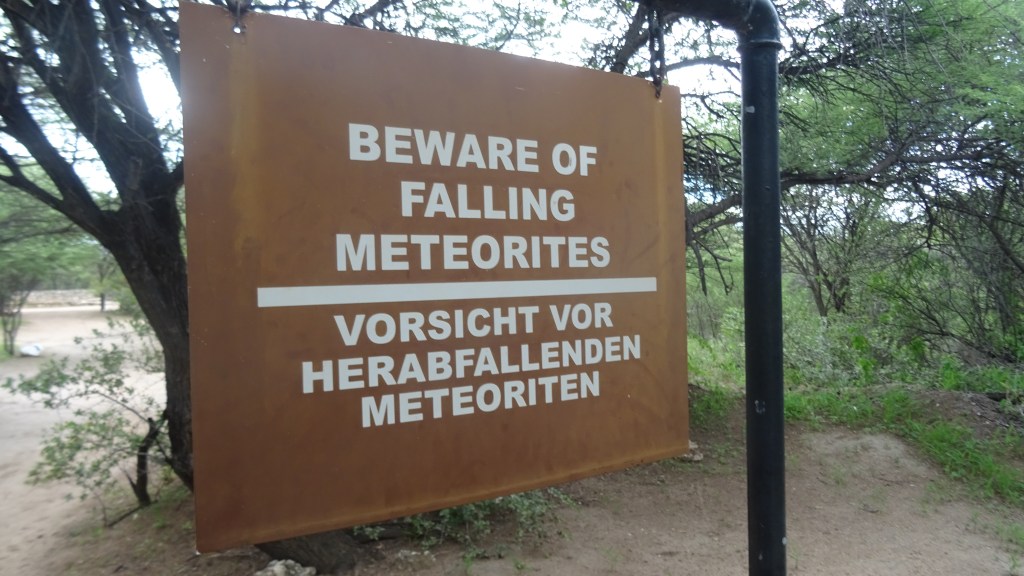 BEWARE OF
FALLING
METEORITES
VORSICHT VOR
HERABFALLENDEN
METEORITEN